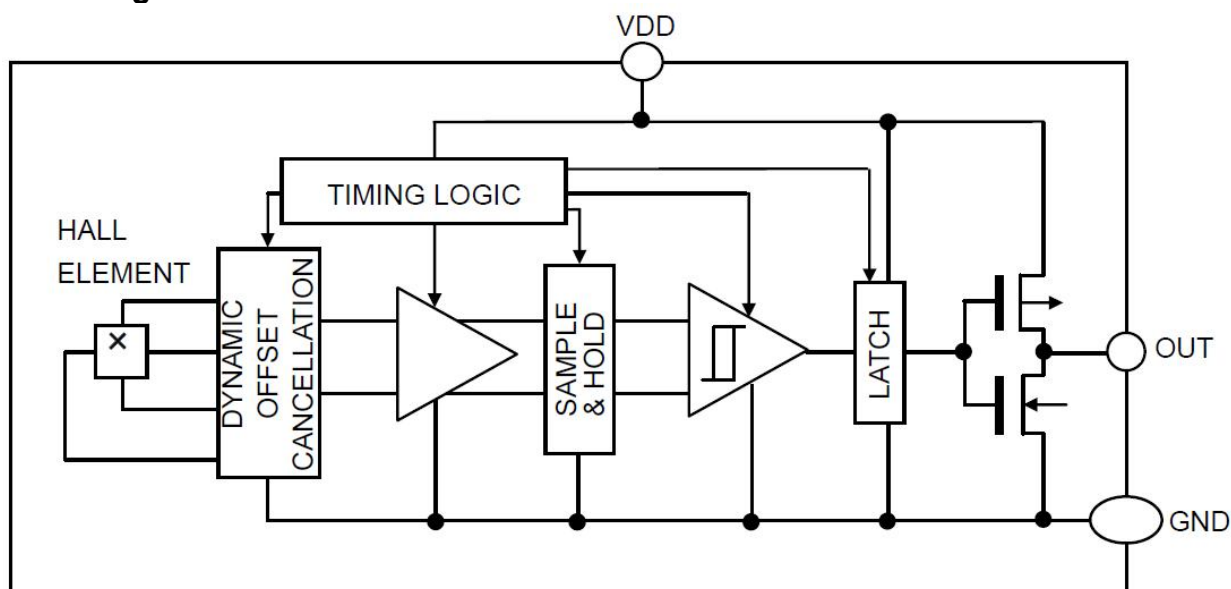 VDD
TIMING LOGIC
HALL
ELEMENT
DYNAMIC
OFFSET
CANCELLATION
SAMPLE
& HOLD
LATCH
OUT
GND